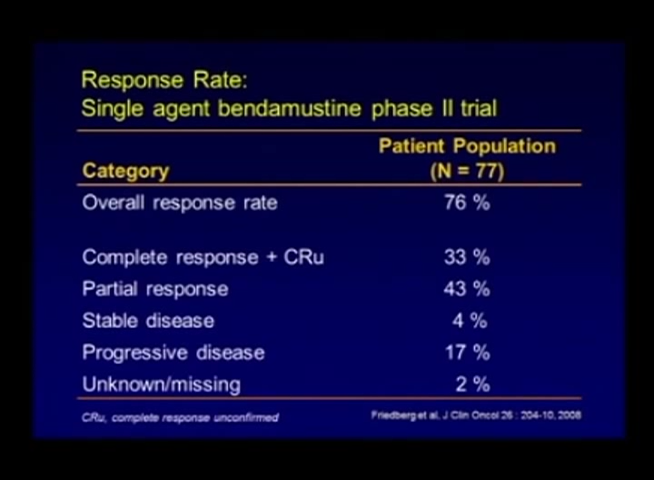 Response Rate:
Single agent bendamustine phase II trial
Patient Population
Category (N = 77)
Overall response rate 76 %
Complete response + CRu 33 %
Partial response 43 %
Stable disease 4 %
Progressive disease 17 %
Unknown/missing 2 %
CRu, complete response unconfirmed Friedberg et al, J Clin Oncol 26 : 204-10, 2008